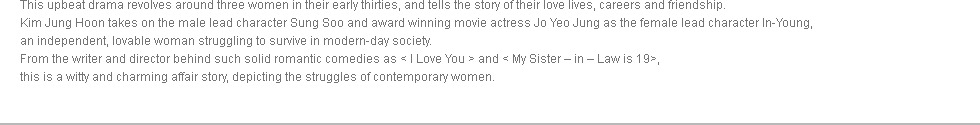 This upbeat drama revolves around three women in their early thirties, and tells the story of their love lives, careers and friendship.
Kim Jung Hoon takes on the male lead character Sung Soo and award winning movie actress Jo Yeo Jung as the female lead character In-Young,
an independent, lovable woman struggling to survive in modern-day society.
From the writer and director behind such solid romantic comedies as < I Love You > and < My Sister – in – Law is 19>,
this is a witty and charming affair story, depicting the struggles of contemporary women.